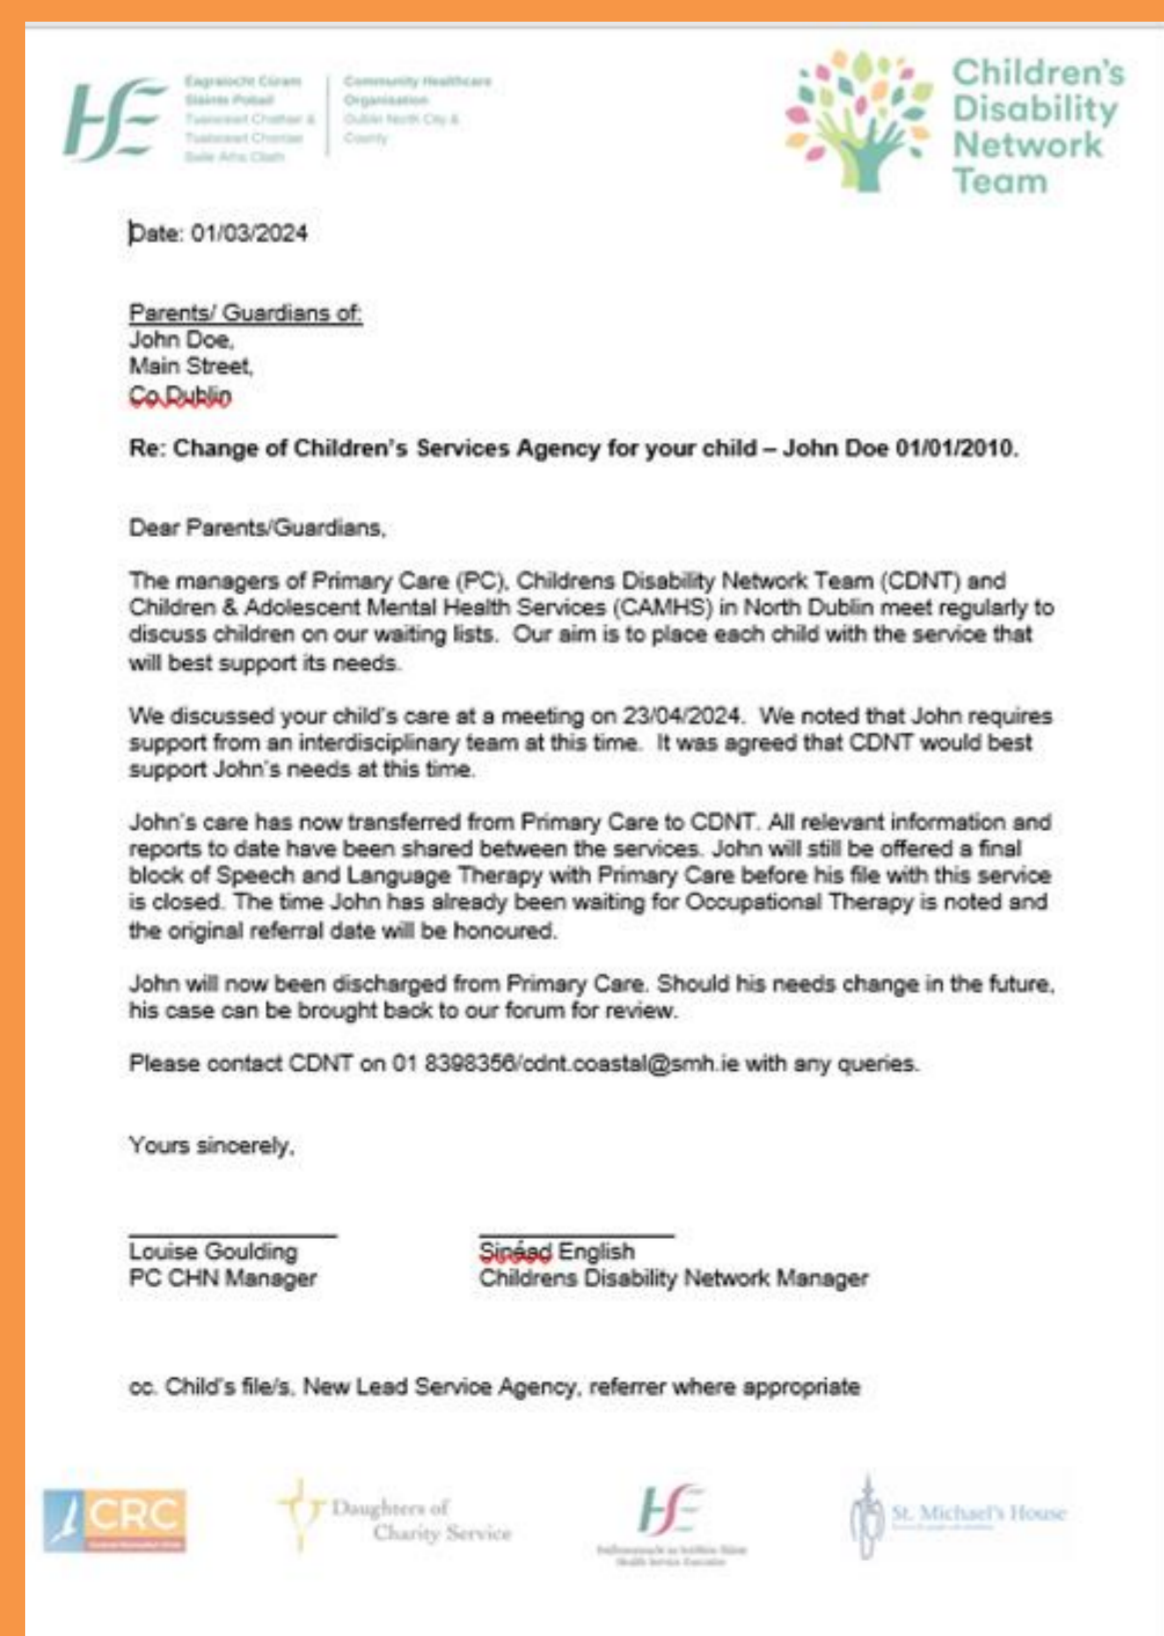 Community Healthcare
Organisation
Dublin North City &
County
Children's
Disability
Network
Team
Date: 01/03/2024
Parents/ Guardians of:
John Doe,
Main Street,
Co.Dublin
Re: Change of Children's Services Agency for your child – John Doe 01/01/2010.
Dear Parents/Guardians,
The managers of Primary Care (PC), Childrens Disability Network Team (CDNT) and
Children & Adolescent Mental Health Services (CAMHS) in North Dublin meet regularly to
discuss children on our waiting lists.  Our aim is to place each child with the service that
will best support its needs.
We discussed your child's care at a meeting on 23/04/2024.  We noted that John requires
support from an interdisciplinary team at this time.  It was agreed that CDNT would best
support John's needs at this time.
John's care has now transferred from Primary Care to CDNT. All relevant information and
reports to date have been shared between the services. John will still be offered a final
block of Speech and Language Therapy with Primary Care before his file with this service
is closed. The time John has already been waiting for Occupational Therapy is noted and
the original referral date will be honoured.
John will now been discharged from Primary Care. Should his needs change in the future,
his case can be brought back to our forum for review.
Please contact CDNT on 01 8398356/cdnt.coastal@smh.ie with any queries.
Yours sincerely,
Louise Goulding
PC CHN Manager
Sinéad English
Childrens Disability Network Manager
cc. Child's file/s, New Lead Service Agency, referrer where appropriate
CRC
Daughters of
Charity Service
St. Michael's House